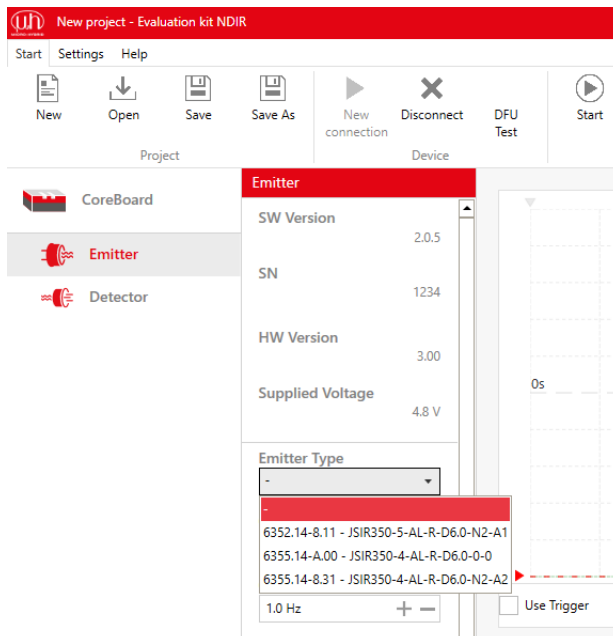 New project - Evaluation kit NDIR
Start Settings Help
New Open Save Save As New connection Disconnect DFU Test Start
Project Device
CoreBoard
Emitter
Detector
Emitter
SW Version
2.0.5
SN
1234
HW Version
3.00
Supplied Voltage
4.8 V
Emitter Type
-
-
6352.14-8.11 - JSIR350-5-AL-R-D6.0-N2-A1
6355.14-A.00 - JSIR350-4-AL-R-D6.0-0-0
6355.14-8.31 - JSIR350-4-AL-R-D6.0-N2-A2
1.0 Hz
0s
Use Trigger